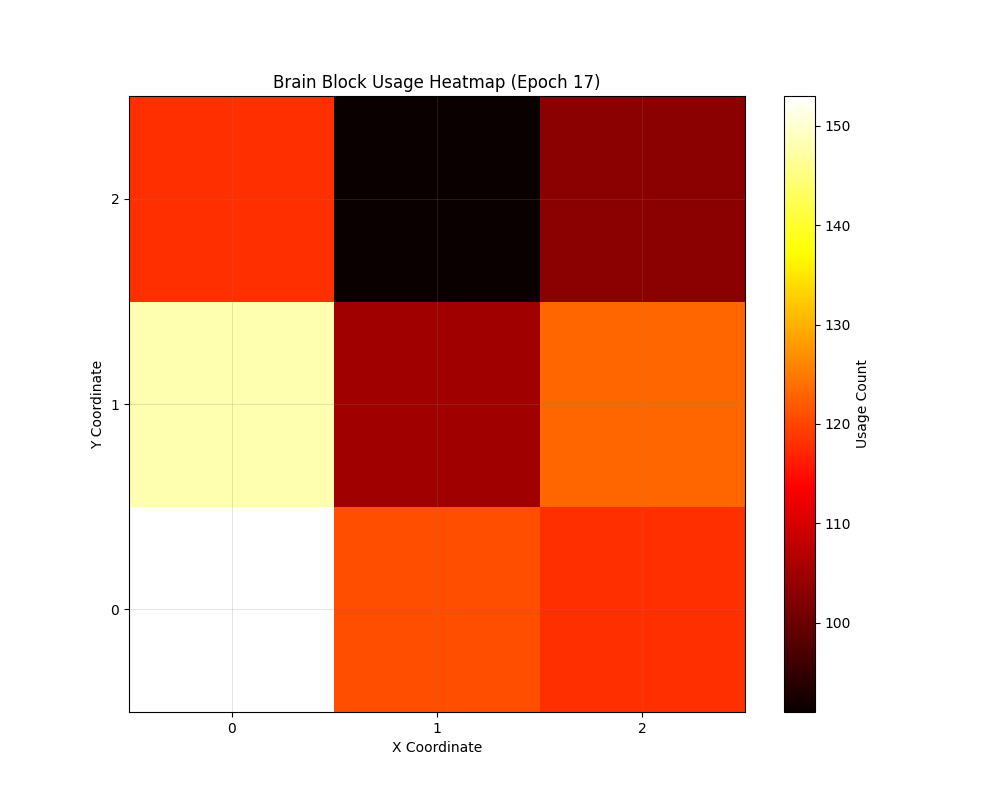 Brain Block Usage Heatmap (Epoch 17)
2
1
0
Y Coordinate
0 1 2
X Coordinate
150
140
130
120
110
100
Usage Count